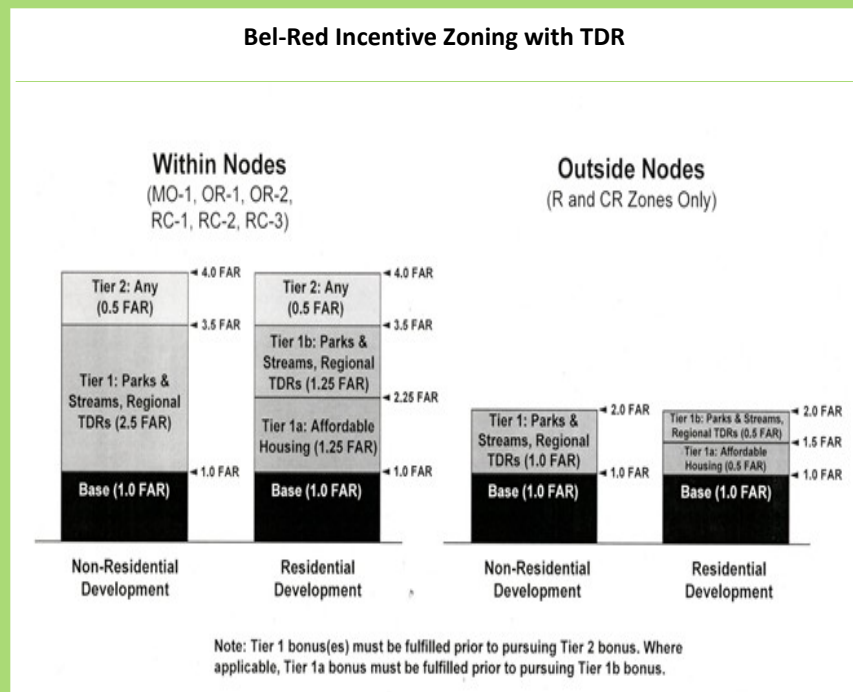 Bel-Red Incentive Zoning with TDR
Within Nodes
(MO-1, OR-1, OR-2,
RC-1, RC-2, RC-3)
4.0 FAR
Tier 2: Any
(0.5 FAR)
3.5 FAR
Tier 1: Parks &
Streams, Regional
TDRs (2.5 FAR)
1.0 FAR
Base (1.0 FAR)
Non-Residential
Development
4.0 FAR
Tier 2: Any
(0.5 FAR)
3.5 FAR
Tier 1b: Parks &
Streams, Regional
TDRs (1.25 FAR)
2.25 FAR
Tier 1a: Affordable
Housing (1.25 FAR)
1.0 FAR
Base (1.0 FAR)
Residential
Development
Outside Nodes
(R and CR Zones Only)
2.0 FAR
Tier 1: Parks &
Streams, Regional
TDRs (1.0 FAR)
1.0 FAR
Base (1.0 FAR)
Non-Residential
Development
2.0 FAR
Tier 1b: Parks & Streams,
Regional TDRs (0.5 FAR)
1.5 FAR
Tier 1a: Affordable
Housing (0.5 FAR)
1.0 FAR
Base (1.0 FAR)
Residential
Development
Note: Tier 1 bonus(es) must be fulfilled prior to pursuing Tier 2 bonus. Where
applicable, Tier 1a bonus must be fulfilled prior to pursuing Tier 1b bonus.